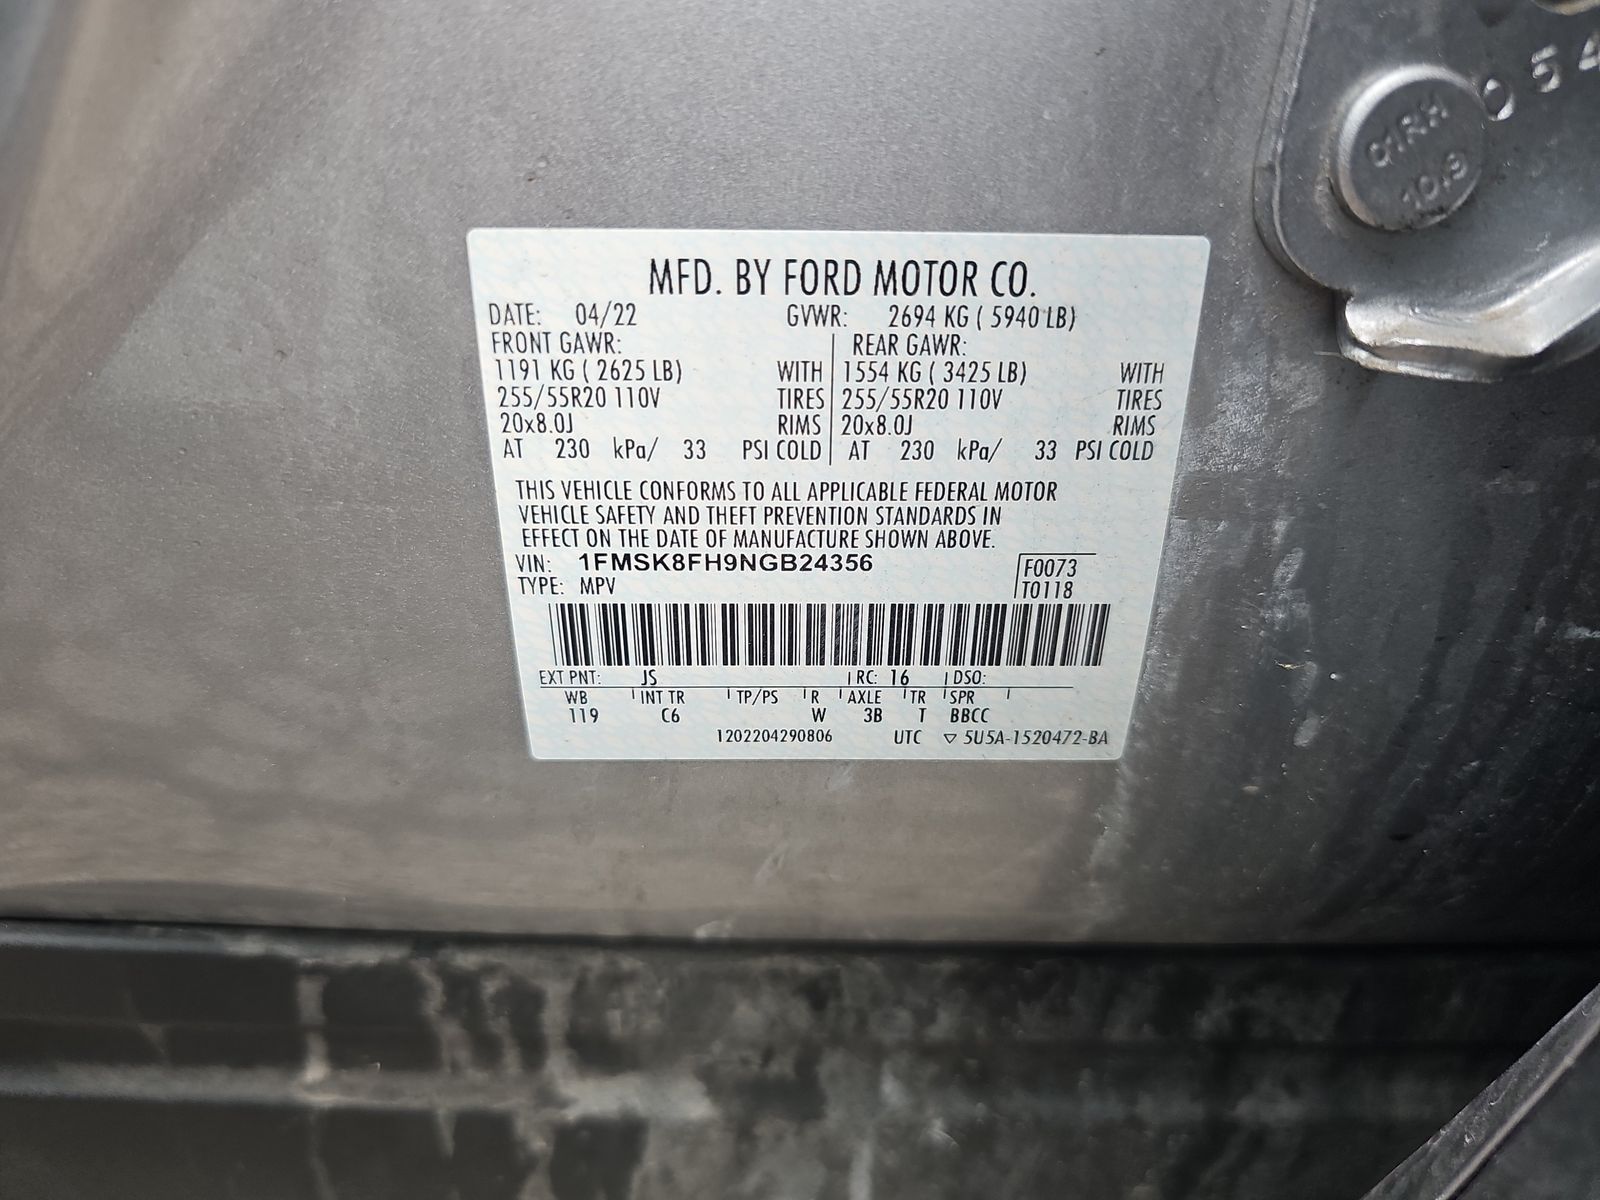 054
01RH
10.9
MFD. BY FORD MOTOR CO.
DATE: 04/22 GVWR: 2694 KG ( 5940 LB)
FRONT GAWR: REAR GAWR:
1191 KG ( 2625 LB) WITH 1554 KG ( 3425 LB) WITH
255/55R20 110V TIRES 255/55R20 110V TIRES
20x8.0J RIMS 20x8.0J RIMS
AT 230 kPa/ 33 PSI COLD AT 230 kPa/ 33 PSI COLD
THIS VEHICLE CONFORMS TO ALL APPLICABLE FEDERAL MOTOR
VEHICLE SAFETY AND THEFT PREVENTION STANDARDS IN
EFFECT ON THE DATE OF MANUFACTURE SHOWN ABOVE.
VIN: 1FMSK8FH9NGB24356 F0073
TYPE: MPV T0118
EXT PNT: JS RC: 16 DSO:
WB INT TR TP/PS R AXLE TR SPR
119 C6 W 3B T BBCC
1202204290806 UTC ▽ 5U5A-1520472-BA